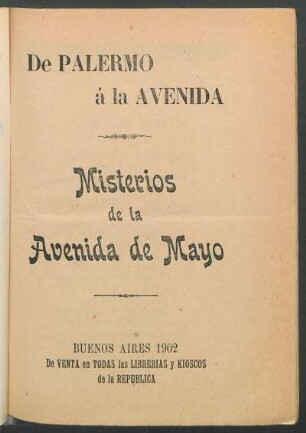 De PALERMO
á la AVENIDA
Misterios
de la
Avenida de Mayo
BUENOS AIRES 1902
De VENTA en TODAS las LIBRERIAS y KIOSCOS
de la REPUBLICA